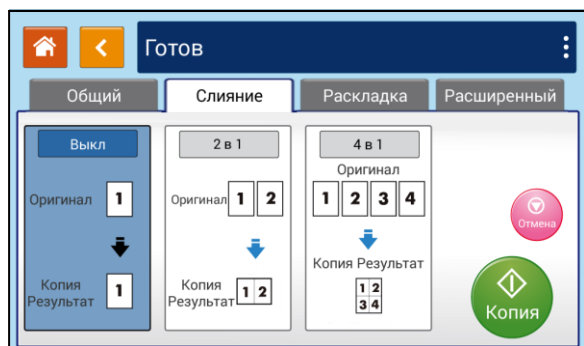 Готов
Общий
Слияние
Раскладка
Расширенный
Выкл
Оригинал
1
Копия
Результат
1
2 в 1
Оригинал
1 2
Копия
Результат
1 2
4 в 1
Оригинал
1 2 3 4
Копия Результат
1 2
3 4
Отмена
Копия